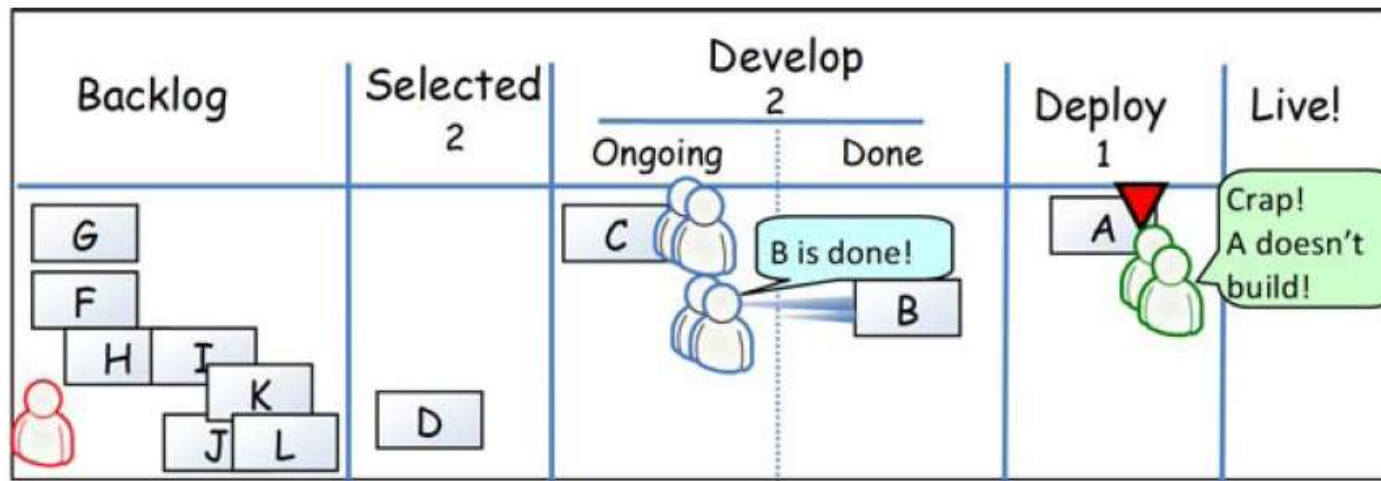 Backlog
Selected
2
Develop
2
Ongoing
Done
Deploy
1
Live!
G
F
H
I
K
J
L
D
C
B is done!
B
A
Crap!
A doesn't
build!